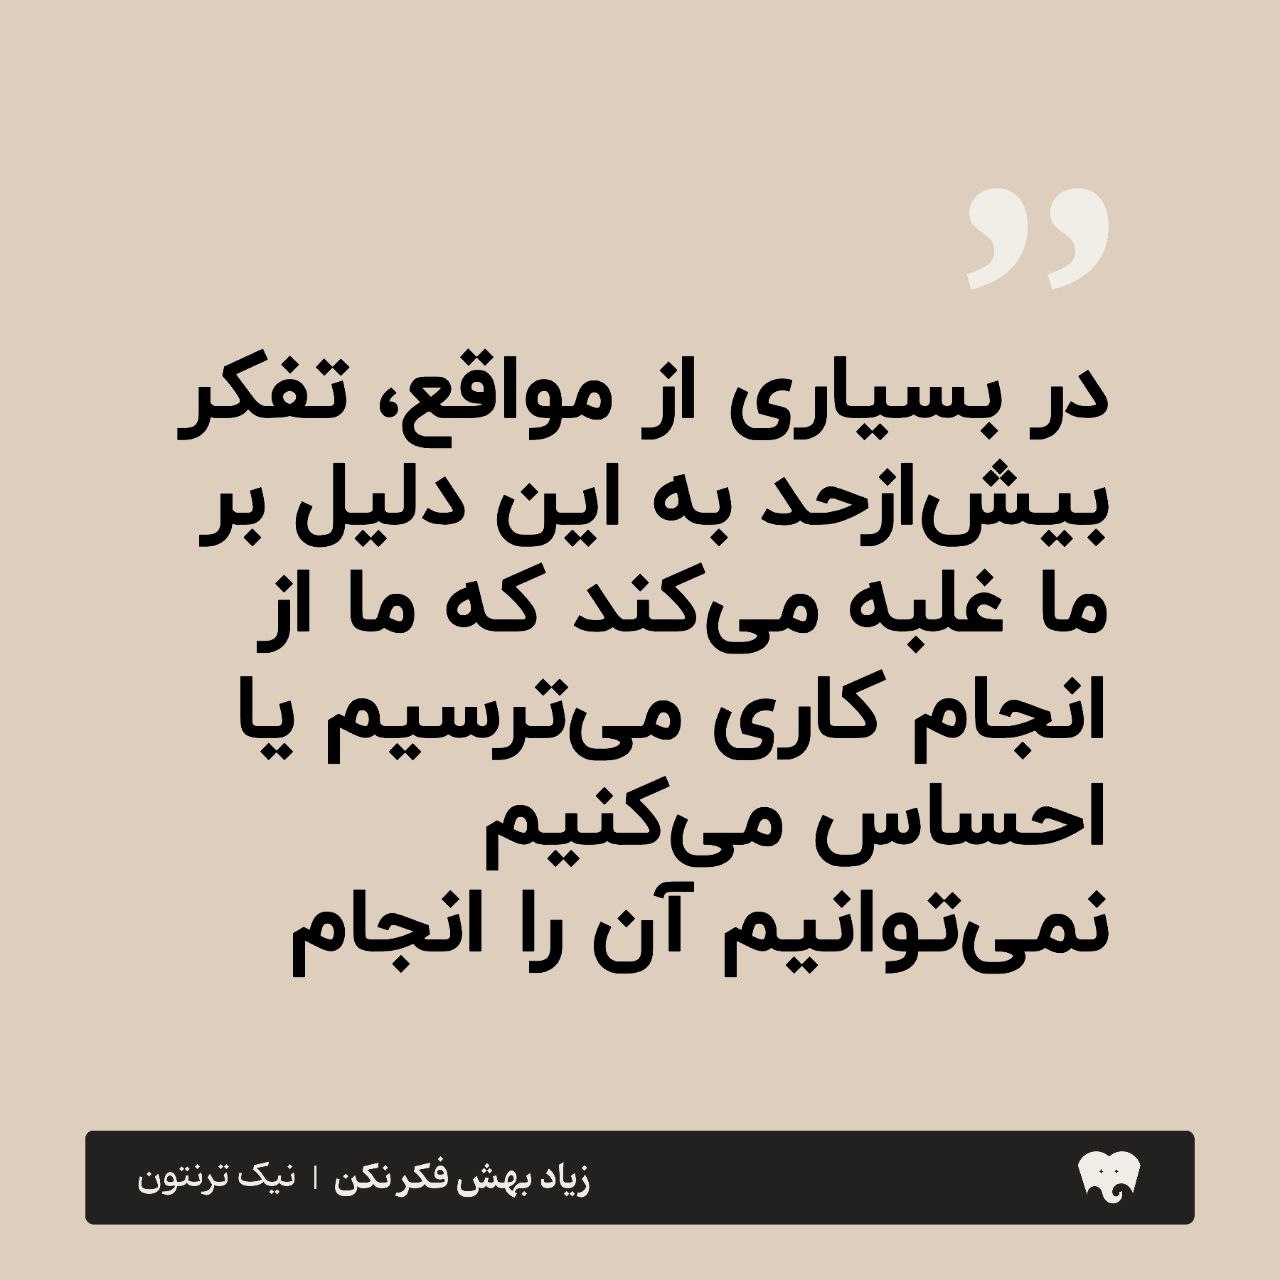 ”
در بسیاری از مواقع، تفکر
بیش‌ازحد به این دلیل بر
ما غلبه می‌کند که ما از
انجام کاری می‌ترسیم یا
احساس می‌کنیم
نمی‌توانیم آن را انجام
زیاد بهش فکر نکن | نیک ترنتون